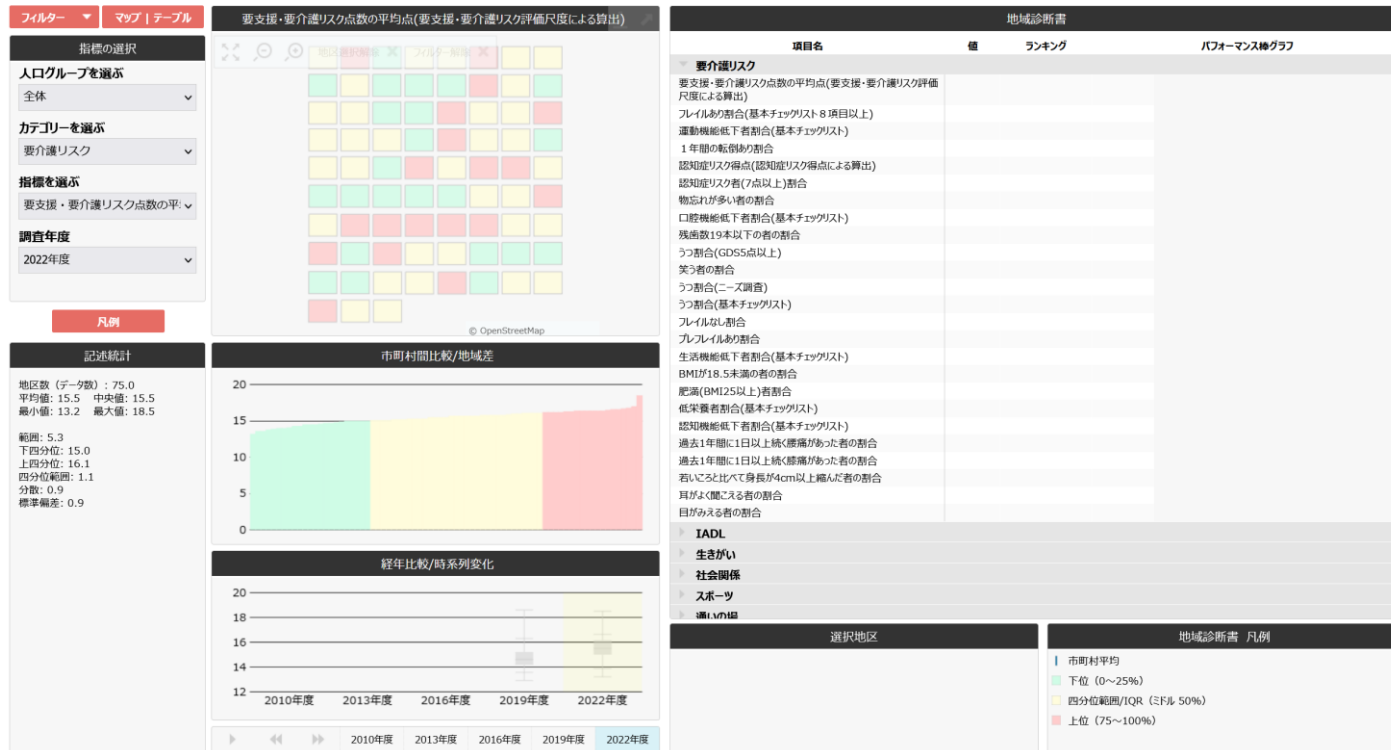 フィルター ▼
マップ | テーブル
指標の選択
人口グループを選ぶ
全体
カテゴリーを選ぶ
要介護リスク
指標を選ぶ
要支援・要介護リスク点数の平:
調査年度
2022年度
凡例
記述統計
地区数（データ数）: 75.0
平均値: 15.5 中央値: 15.5
最小値: 13.2 最大値: 18.5
範囲: 5.3
下四分位: 15.0
上四分位: 16.1
四分位範囲: 1.1
分散: 0.9
標準偏差: 0.9
要支援・要介護リスク点数の平均点(要支援・要介護リスク評価尺度による算出)
地区選択解除 ✕ フィルター解除 ✕
© OpenStreetMap
市町村間比較/地域差
20
15
10
5
0
経年比較/時系列変化
20
18
16
14
12
2010年度 2013年度 2016年度 2019年度 2022年度
2010年度 2013年度 2016年度 2019年度 2022年度
地域診断書
項目名 値 ランキング パフォーマンス棒グラフ
要介護リスク
要支援・要介護リスク点数の平均点(要支援・要介護リスク評価
尺度による算出)
フレイルあり割合(基本チェックリスト８項目以上)
運動機能低下者割合(基本チェックリスト)
１年間の転倒あり割合
認知症リスク得点(認知症リスク得点による算出)
認知症リスク者(7点以上)割合
物忘れが多い者の割合
口腔機能低下者割合(基本チェックリスト)
残歯数19本以下の者の割合
うつ割合(GDS5点以上)
笑う者の割合
うつ割合(ニーズ調査)
うつ割合(基本チェックリスト)
フレイルなし割合
プレフレイルあり割合
生活機能低下者割合(基本チェックリスト)
BMIが18.5未満の者の割合
肥満(BMI25以上)者割合
低栄養者割合(基本チェックリスト)
認知機能低下者割合(基本チェックリスト)
過去1年間に1日以上続く腰痛があった者の割合
過去1年間に1日以上続く膝痛があった者の割合
若いころと比べて身長が4cm以上縮んだ者の割合
耳がよく聞こえる者の割合
目がみえる者の割合
IADL
生きがい
社会関係
スポーツ
通いの場
選択地区
地域診断書 凡例
市町村平均
下位（0～25%）
四分位範囲/IQR（ミドル 50%）
上位（75～100%）